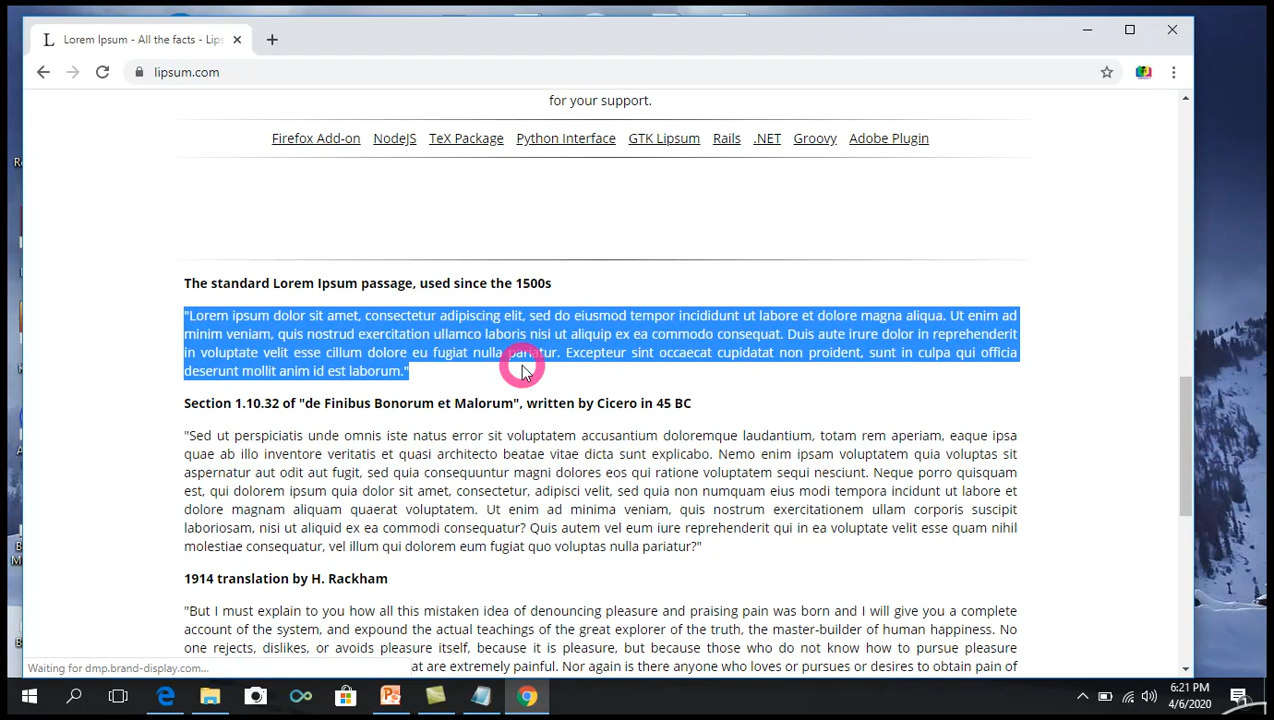 Lorem Ipsum - All the facts - Lips
lipsum.com
for your support.
Firefox Add-on NodeJS TeX Package Python Interface GTK Lipsum Rails .NET Groovy Adobe Plugin
The standard Lorem Ipsum passage, used since the 1500s
"Lorem ipsum dolor sit amet, consectetur adipiscing elit, sed do eiusmod tempor incididunt ut labore et dolore magna aliqua. Ut enim ad
minim veniam, quis nostrud exercitation ullamco laboris nisi ut aliquip ex ea commodo consequat. Duis aute irure dolor in reprehenderit
in voluptate velit esse cillum dolore eu fugiat nulla pariatur. Excepteur sint occaecat cupidatat non proident, sunt in culpa qui officia
deserunt mollit anim id est laborum."
Section 1.10.32 of "de Finibus Bonorum et Malorum", written by Cicero in 45 BC
"Sed ut perspiciatis unde omnis iste natus error sit voluptatem accusantium doloremque laudantium, totam rem aperiam, eaque ipsa
quae ab illo inventore veritatis et quasi architecto beatae vitae dicta sunt explicabo. Nemo enim ipsam voluptatem quia voluptas sit
aspernatur aut odit aut fugit, sed quia consequuntur magni dolores eos qui ratione voluptatem sequi nesciunt. Neque porro quisquam
est, qui dolorem ipsum quia dolor sit amet, consectetur, adipisci velit, sed quia non numquam eius modi tempora incidunt ut labore et
dolore magnam aliquam quaerat voluptatem. Ut enim ad minima veniam, quis nostrum exercitationem ullam corporis suscipit
laboriosam, nisi ut aliquid ex ea commodi consequatur? Quis autem vel eum iure reprehenderit qui in ea voluptate velit esse quam nihil
molestiae consequatur, vel illum qui dolorem eum fugiat quo voluptas nulla pariatur?"
1914 translation by H. Rackham
"But I must explain to you how all this mistaken idea of denouncing pleasure and praising pain was born and I will give you a complete
account of the system, and expound the actual teachings of the great explorer of the truth, the master-builder of human happiness. No
one rejects, dislikes, or avoids pleasure itself, because it is pleasure, but because those who do not know how to pursue pleasure
at are extremely painful. Nor again is there anyone who loves or pursues or desires to obtain pain of
Waiting for dmp.brand-display.com...
6:21 PM
4/6/2020